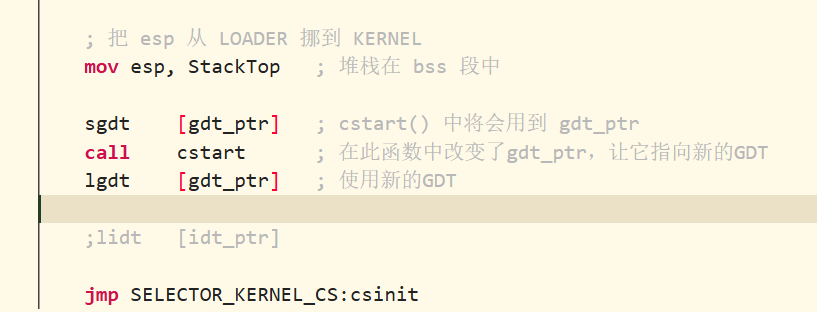 ; 把 esp 从 LOADER 挪到 KERNEL
mov esp, StackTop ; 堆栈在 bss 段中
sgdt [gdt_ptr] ; cstart() 中将会用到 gdt_ptr
call cstart ; 在此函数中改变了gdt_ptr，让它指向新的GDT
lgdt [gdt_ptr] ; 使用新的GDT
;lidt [idt_ptr]
jmp SELECTOR_KERNEL_CS:csinit